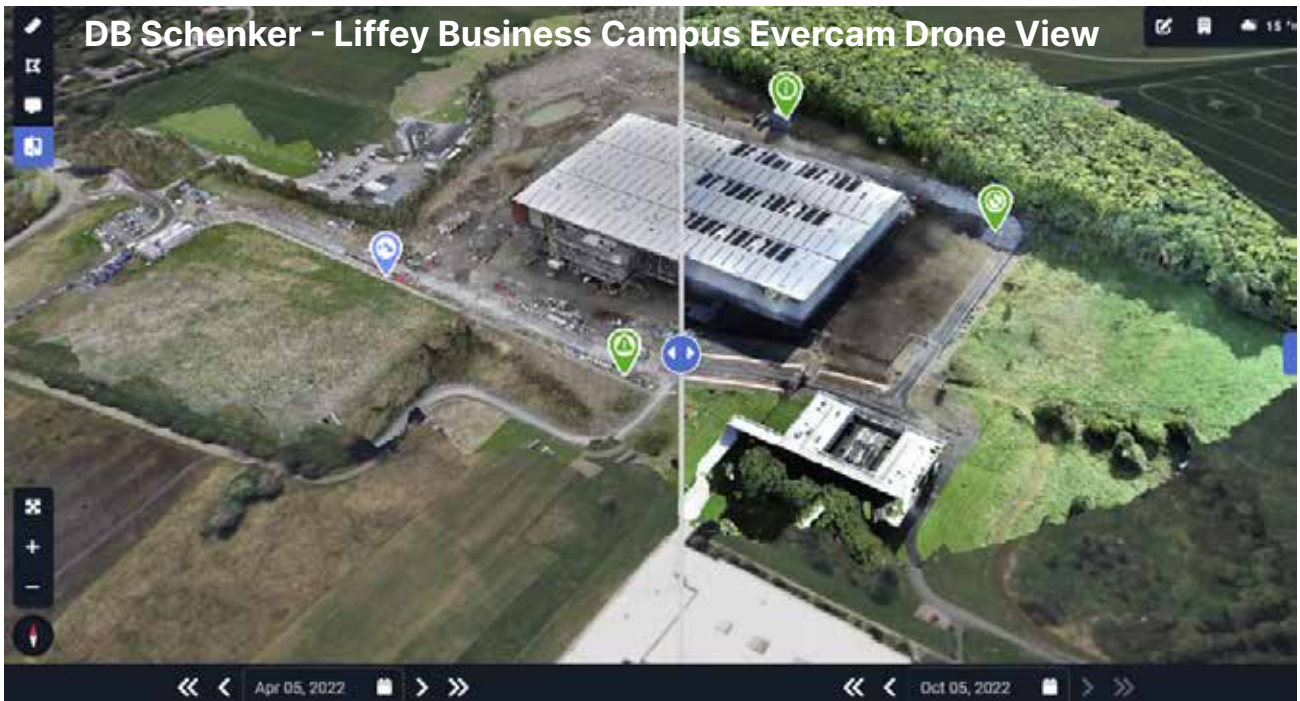 DB Schenker - Liffey Business Campus Evercam Drone View
Apr 05, 2022
Oct 05, 2022